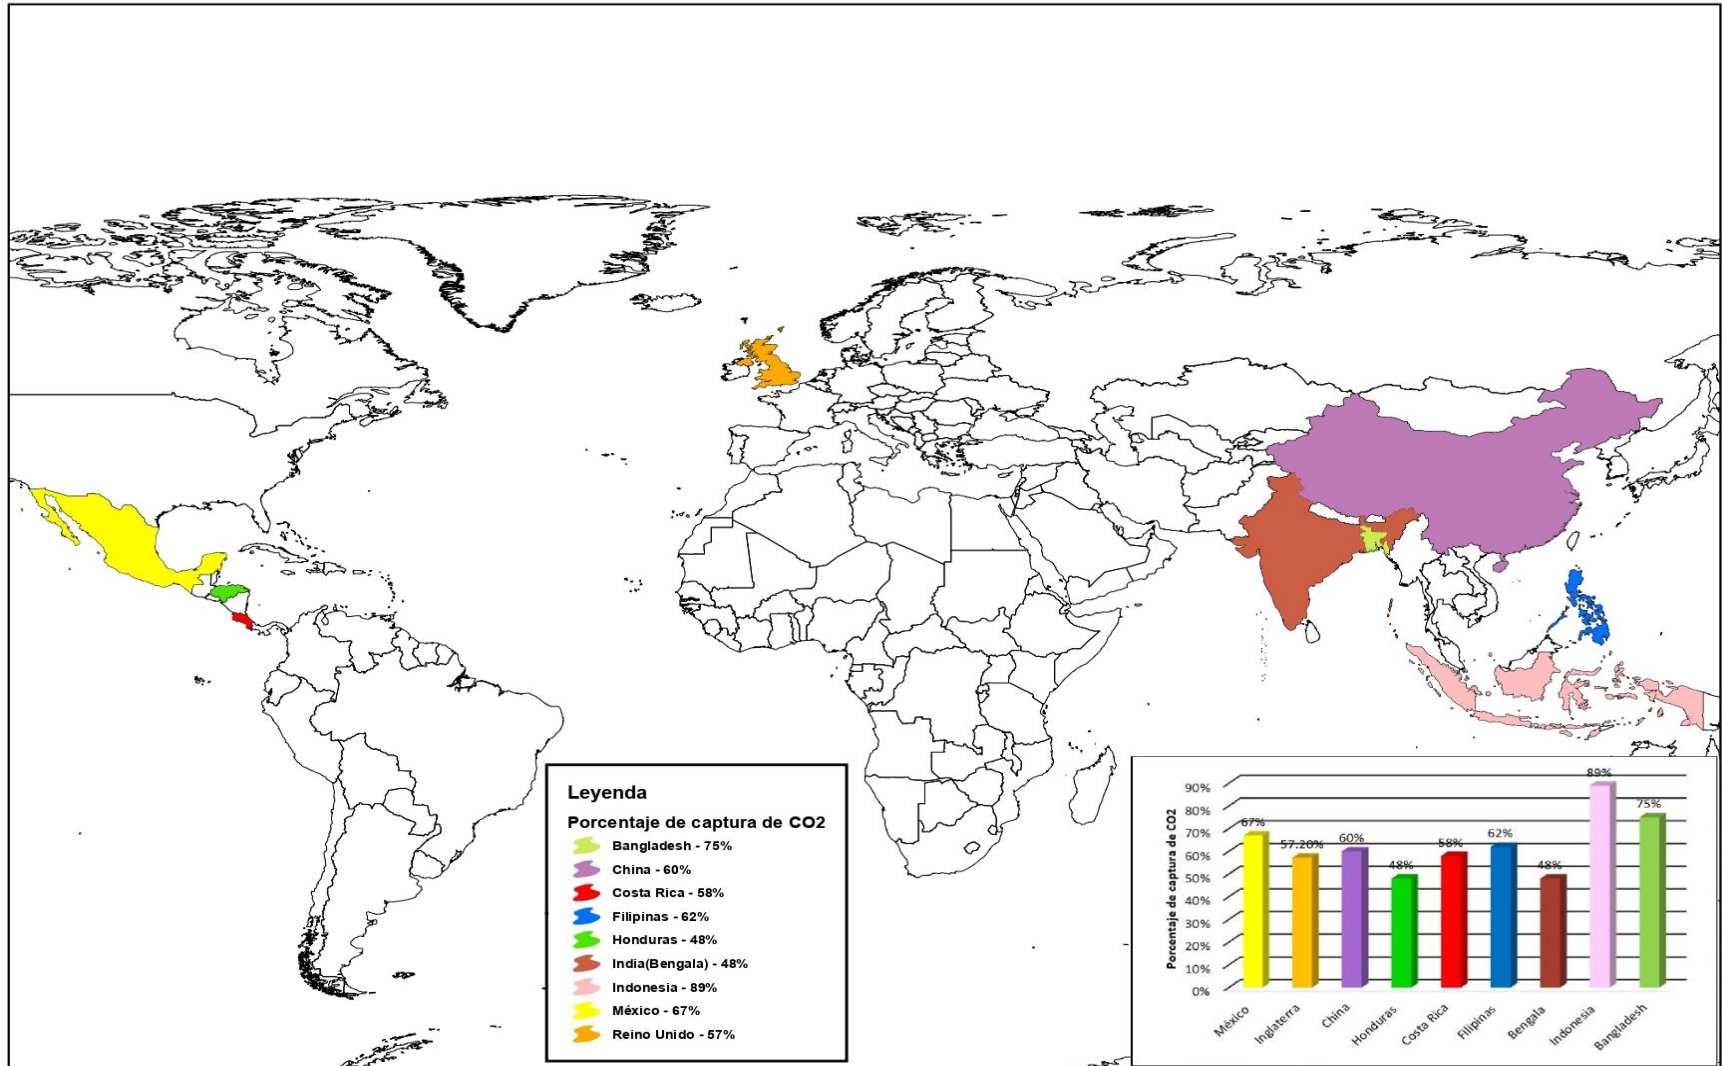 Leyenda
Porcentaje de captura de CO2
Bangladesh - 75%
China - 60%
Costa Rica - 58%
Filipinas - 62%
Honduras - 48%
India(Bengala) - 48%
Indonesia - 89%
México - 67%
Reino Unido - 57%
Porcentaje de captura de CO2
90%
80%
70%
60%
50%
40%
30%
20%
10%
0%
67%
57.20%
60%
48%
58%
62%
48%
89%
75%
México
Inglaterra
China
Honduras
Costa Rica
Filipinas
Bengala
Indonesia
Bangladesh